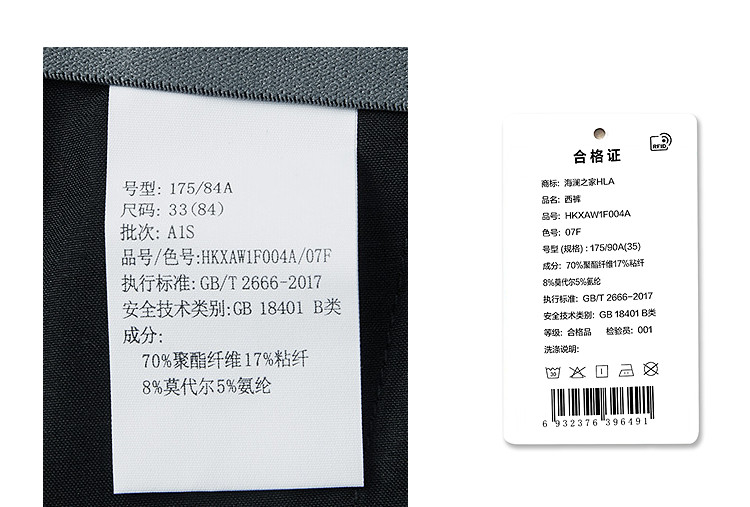 号型: 175/84A
尺码: 33(84)
批次: A1S
品号/色号:HKXAW1F004A/07F
执行标准:GB/T 2666-2017
安全技术类别:GB 18401 B类
成分:
70%聚酯纤维17%粘纤
8%莫代尔5%氨纶
RFID
合格证
商标: 海澜之家HLA
品名: 西裤
品号: HKXAW1F004A
色号: 07F
号型 (规格) : 175/90A(35)
成分: 70%聚酯纤维17%粘纤
8%莫代尔5%氨纶
执行标准: GB/T 2666-2017
安全技术类别: GB 18401 B类
等级: 合格品 检验员: 001
洗涤说明:
30
6 932376 396491